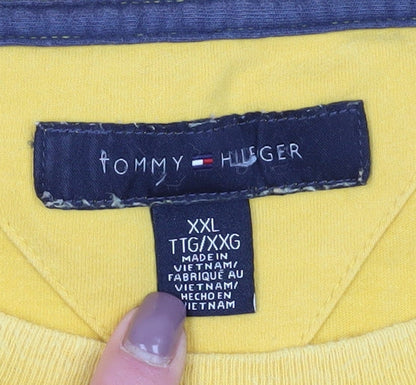 TOMMY HILFIGER
XXL
TTG/XXG
MADE IN
VIETNAM/
FABRIQUÉ AU
VIETNAM/
HECHO EN
VIETNAM